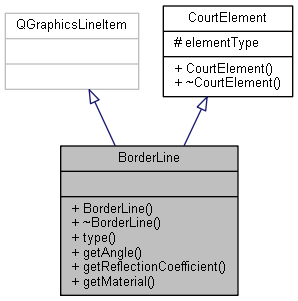 QGraphicsLineItem
CourtElement
# elementType
+ CourtElement()
+ ~CourtElement()
BorderLine
+ BorderLine()
+ ~BorderLine()
+ type()
+ getAngle()
+ getReflectionCoefficient()
+ getMaterial()